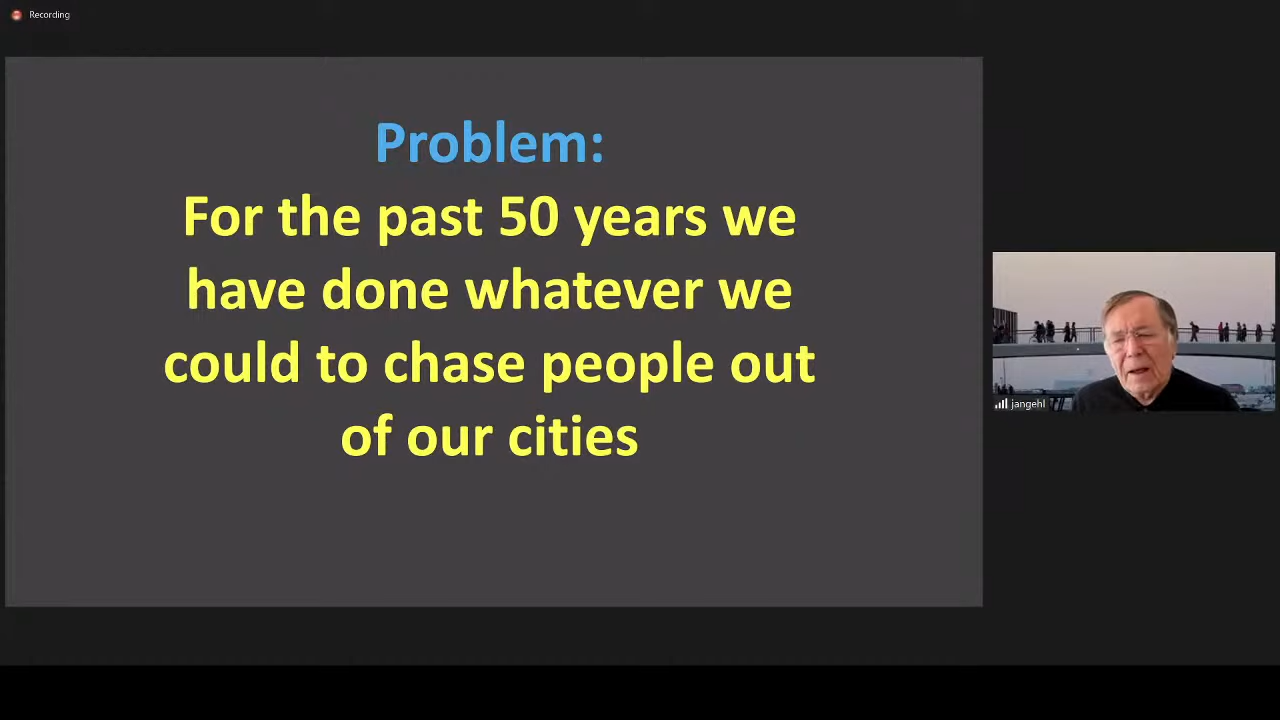 Recording
Problem:
For the past 50 years we
have done whatever we
could to chase people out
of our cities
jangehl